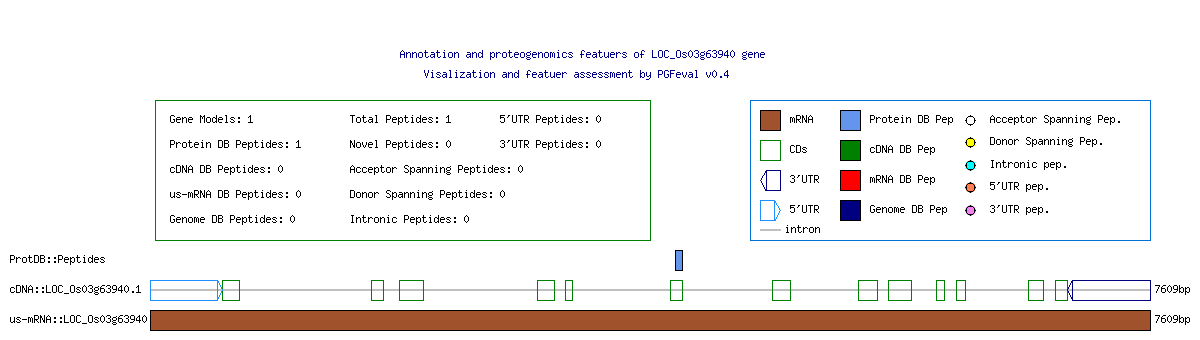 Annotation and proteogenomics featuers of LOC_Os03g63940 gene
Visalization and featuer assessment by PGFeval v0.4
Gene Models: 1 Total Peptides: 1 5'UTR Peptides: 0
Protein DB Peptides: 1 Novel Peptides: 0 3'UTR Peptides: 0
cDNA DB Peptides: 0 Acceptor Spanning Peptides: 0
us-mRNA DB Peptides: 0 Donor Spanning Peptides: 0
Genome DB Peptides: 0 Intronic Peptides: 0
mRNA Protein DB Pep Acceptor Spanning Pep.
CDs cDNA DB Pep Donor Spanning Pep.
3'UTR mRNA DB Pep Intronic pep.
5'UTR Genome DB Pep 5'UTR pep.
intron 3'UTR pep.
ProtDB::Peptides
cDNA::LOC_Os03g63940.1 7609bp
us-mRNA::LOC_Os03g63940 7609bp